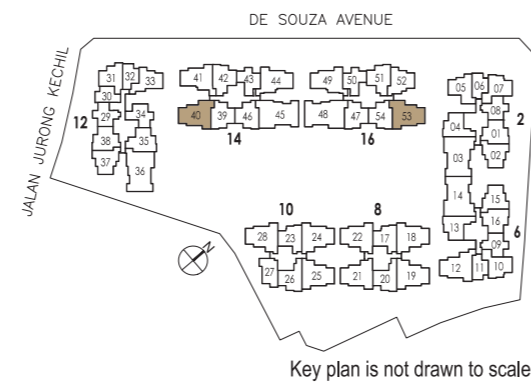 DE SOUZA AVENUE
JALAN JURONG KECHIL
31 32 33 41 42 43 44 49 50 51 52 05 06 07
30 08
29 34 40 39 46 45 48 47 54 53 04 01
12 14 16 2
38 35 03 02
37 36
14 15
10 8 13 16 6
28 23 24 22 17 18 09
27 26 25 21 20 19 12 11 10
N
Key plan is not drawn to scale